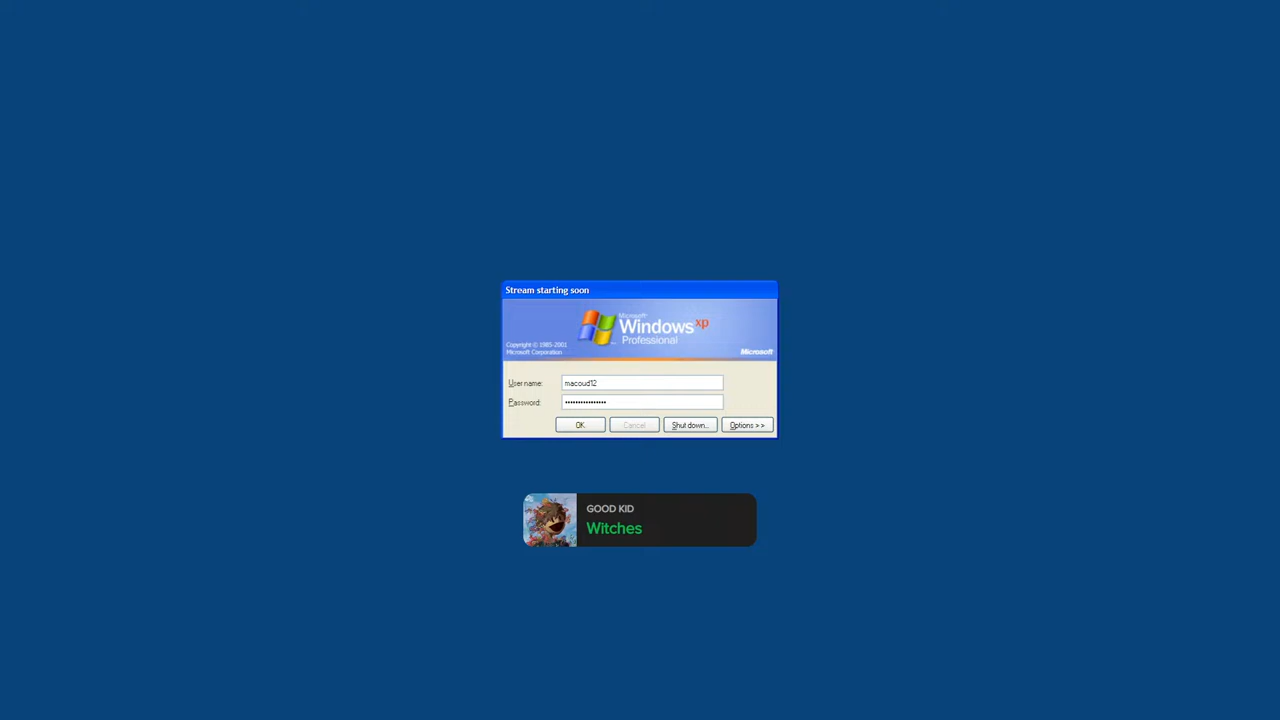 Stream starting soon
Microsoft®
Windows xp
Professional
Copyright © 1985-2001
Microsoft Corporation
Microsoft
User name: macoud12
Password: ••••••••••••••••
OK Cancel Shut down... Options >>
GOOD KID
Witches